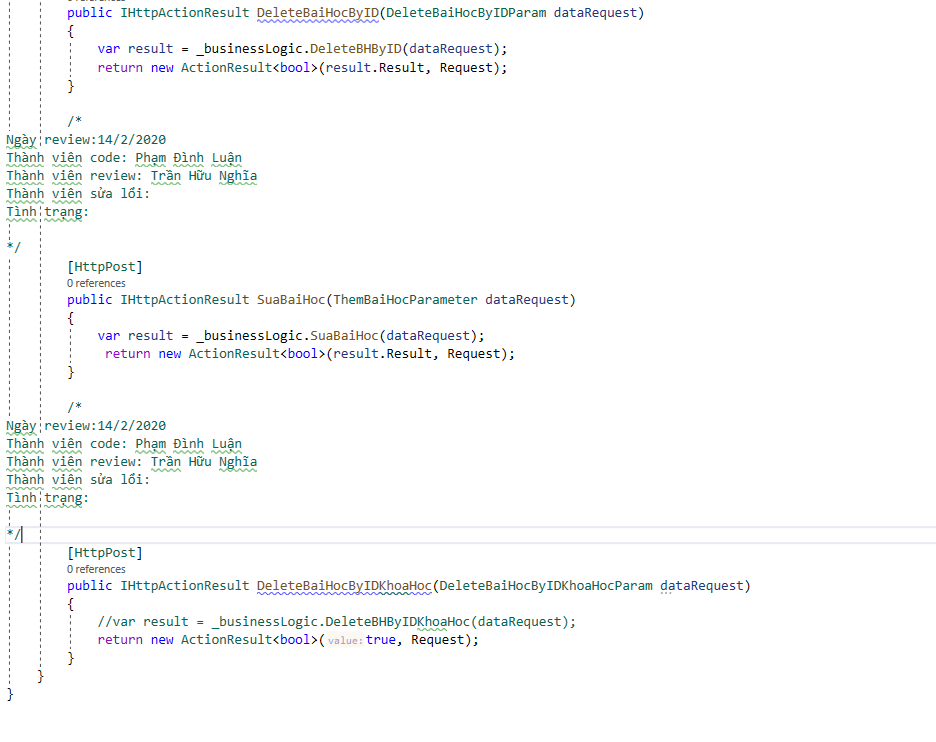 public IHttpActionResult DeleteBaiHocByID(DeleteBaiHocByIDParam dataRequest)
{
var result = _businessLogic.DeleteBHByID(dataRequest);
return new ActionResult<bool>(result.Result, Request);
}
/*
Ngày review:14/2/2020
Thành viên code: Phạm Đình Luận
Thành viên review: Trần Hữu Nghĩa
Thành viên sửa lỗi:
Tình trạng:
*/
[HttpPost]
0 references
public IHttpActionResult SuaBaiHoc(ThemBaiHocParameter dataRequest)
{
var result = _businessLogic.SuaBaiHoc(dataRequest);
return new ActionResult<bool>(result.Result, Request);
}
/*
Ngày review:14/2/2020
Thành viên code: Phạm Đình Luận
Thành viên review: Trần Hữu Nghĩa
Thành viên sửa lỗi:
Tình trạng:
*/
[HttpPost]
0 references
public IHttpActionResult DeleteBaiHocByIDKhoaHoc(DeleteBaiHocByIDKhoaHocParam dataRequest)
{
//var result = _businessLogic.DeleteBHByIDKhoaHoc(dataRequest);
return new ActionResult<bool>(value: true, Request);
}
}
}